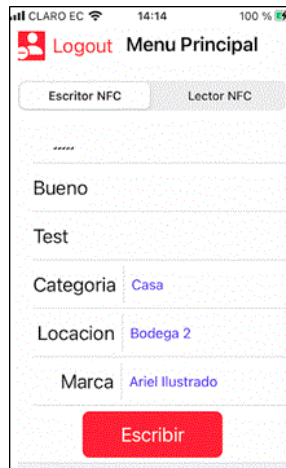 CLARO EC 14:14 100 %
Logout Menu Principal
Escritor NFC Lector NFC
Bueno
Test
Categoria Casa
Locacion Bodega 2
Marca Ariel Ilustrado
Escribir